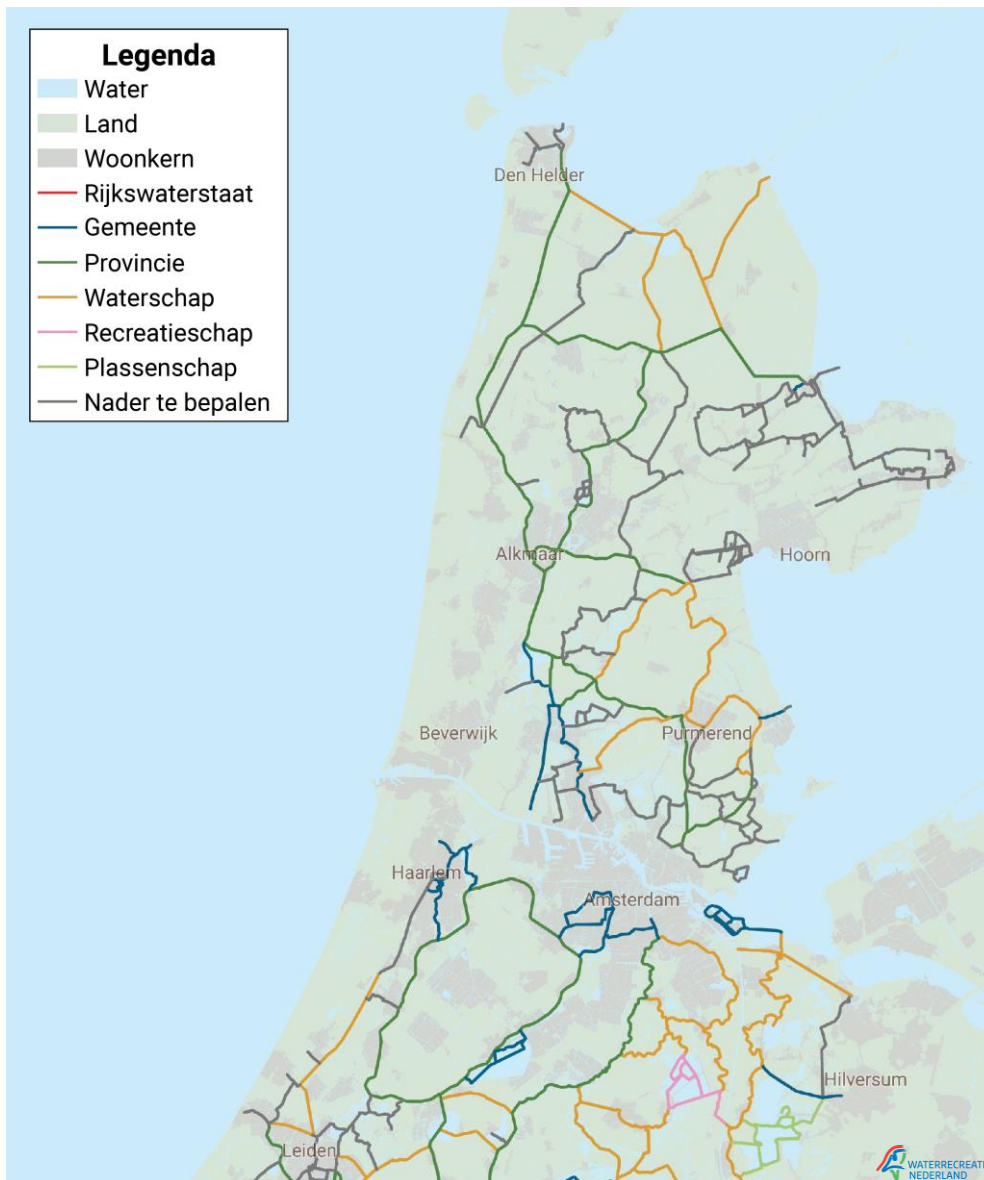 Legenda
Water
Land
Woonkern
Rijkswaterstaat
Gemeente
Provincie
Waterschap
Recreatieschap
Plassenschap
Nader te bepalen
Den Helder
Alkmaar
Hoorn
Beverwijk
Purmerend
Haarlem
Amsterdam
Hilversum
Leiden
WATERRECREATI
NEDERLAND